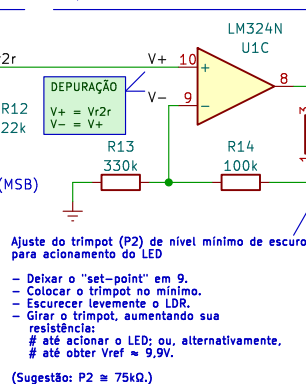 LM324N
U1C
r2r
V+
10
+
8
DEPURAÇÃO
V+ = Vr2r
V- = V+
V-
9
-
R12
22k
R13
330k
R14
100k
(MSB)
Ajuste do trimpot (P2) de nível mínimo de escuro
para acionamento do LED
- Deixar o "set-point" em 9.
- Colocar o trimpot no mínimo.
- Escurecer levemente o LDR.
- Girar o trimpot, aumentando sua
resistência:
# até acionar o LED; ou, alternativamente,
# até obter Vref ≅ 9,9V.
(Sugestão: P2 ≅ 75kΩ.)